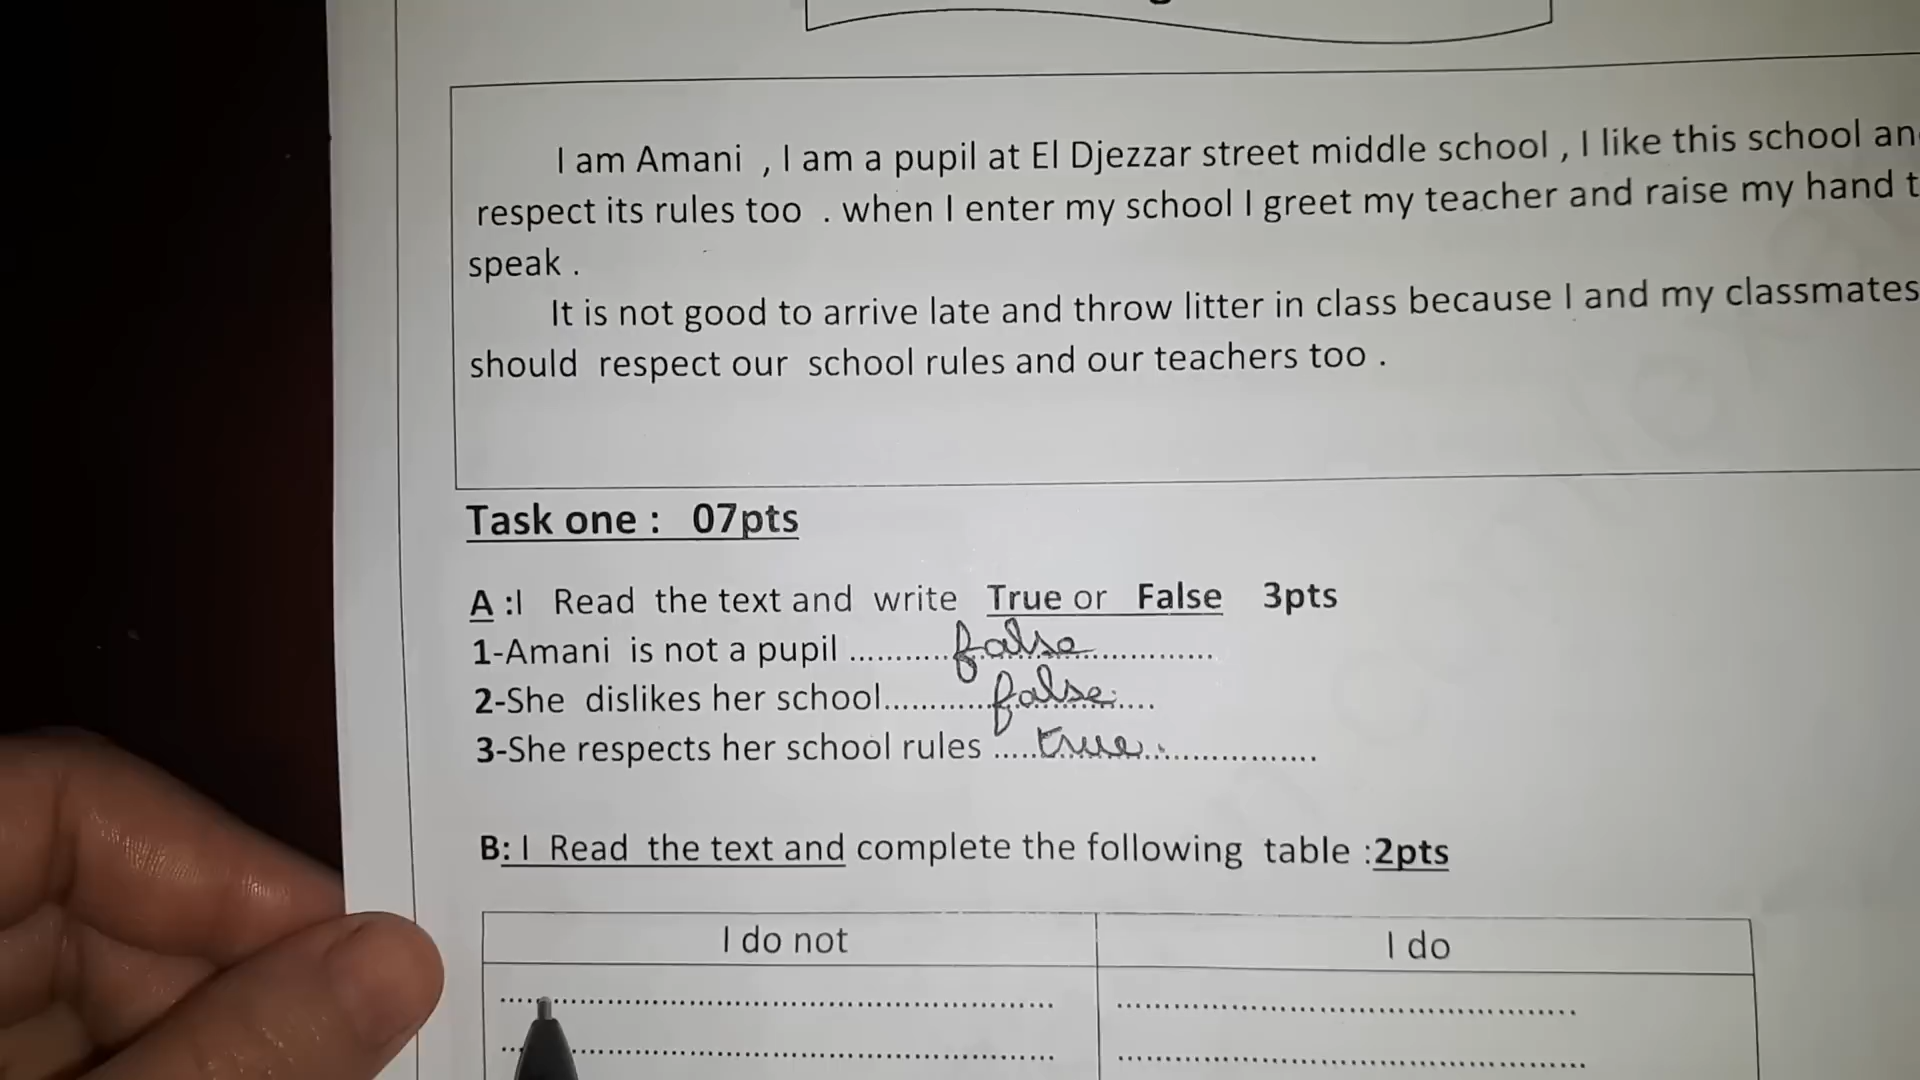 I am Amani , I am a pupil at El Djezzar street middle school , I like this school
respect its rules too . when I enter my school I greet my teacher and raise my hand
speak .
It is not good to arrive late and throw litter in class because I and my classmates
should respect our school rules and our teachers too .
Task one : 07pts
A :I Read the text and write True or False 3pts
1-Amani is not a pupil ...........false..............
2-She dislikes her school............false.....
3-She respects her school rules .....true..................
B: I Read the text and complete the following table :2pts
I do not I do